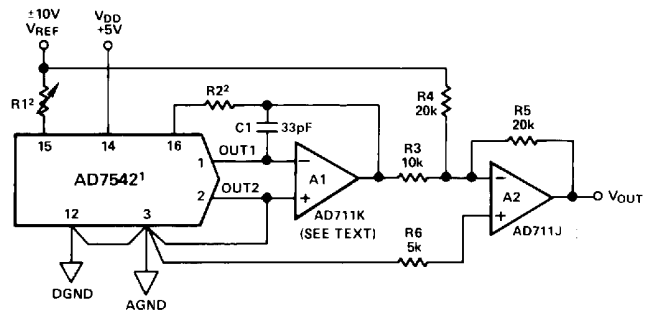 ±10V
VREF
VDD
+5V
R1²
R2²
R4
20k
R5
20k
15
14
16
C1
33pF
R3
10k
1
OUT1
A1
AD7542¹
2
OUT2
A2
VOUT
AD711K
(SEE TEXT)
AD711J
12
3
R6
5k
DGND
AGND